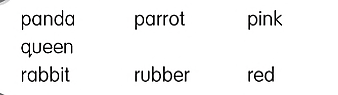 panda parrot pink
queen
rabbit rubber red